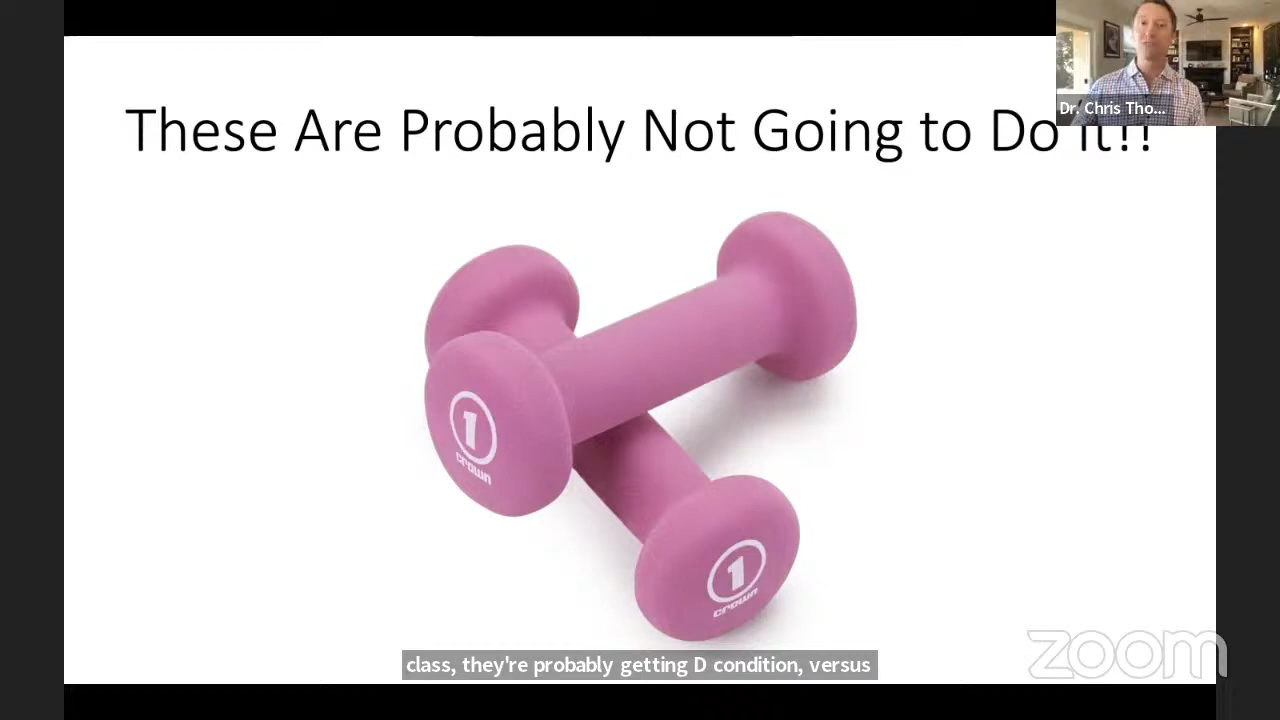 Dr. Chris Tho...
These Are Probably Not Going to Do It!!
1
crown
1
crown
class, they're probably getting D condition, versus
zoom